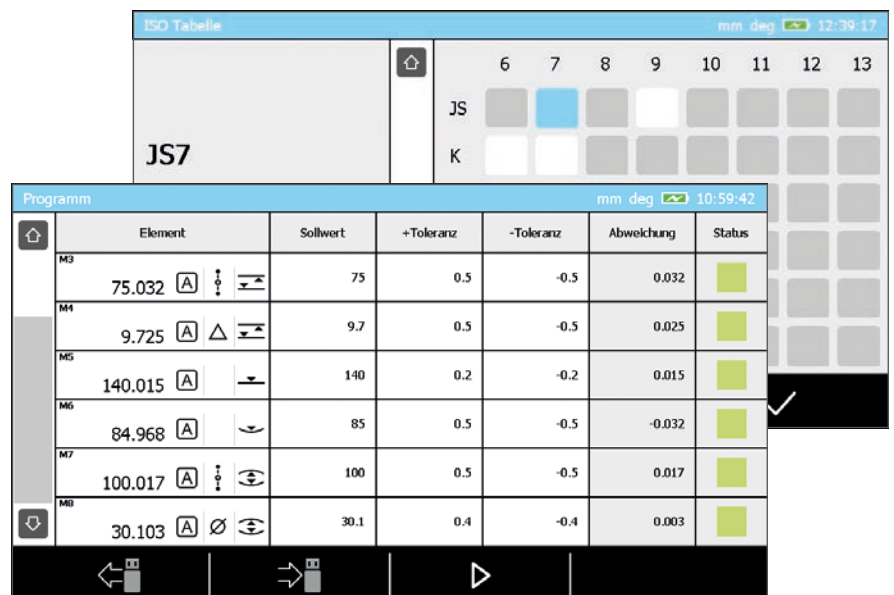 ISO Tabelle mm deg 12:39:17
6 7 8 9 10 11 12 13
JS
JS7
K
Programm mm deg 10:59:42
Element Sollwert +Toleranz -Toleranz Abweichung Status
M3
75.032 A 75 0.5 -0.5 0.032
M4
9.725 A 9.7 0.5 -0.5 0.025
M5
140.015 A 140 0.2 -0.2 0.015
M6
84.968 A 85 0.5 -0.5 -0.032
M7
100.017 A 100 0.5 -0.5 0.017
M8
30.103 A Ø 30.1 0.4 -0.4 0.003